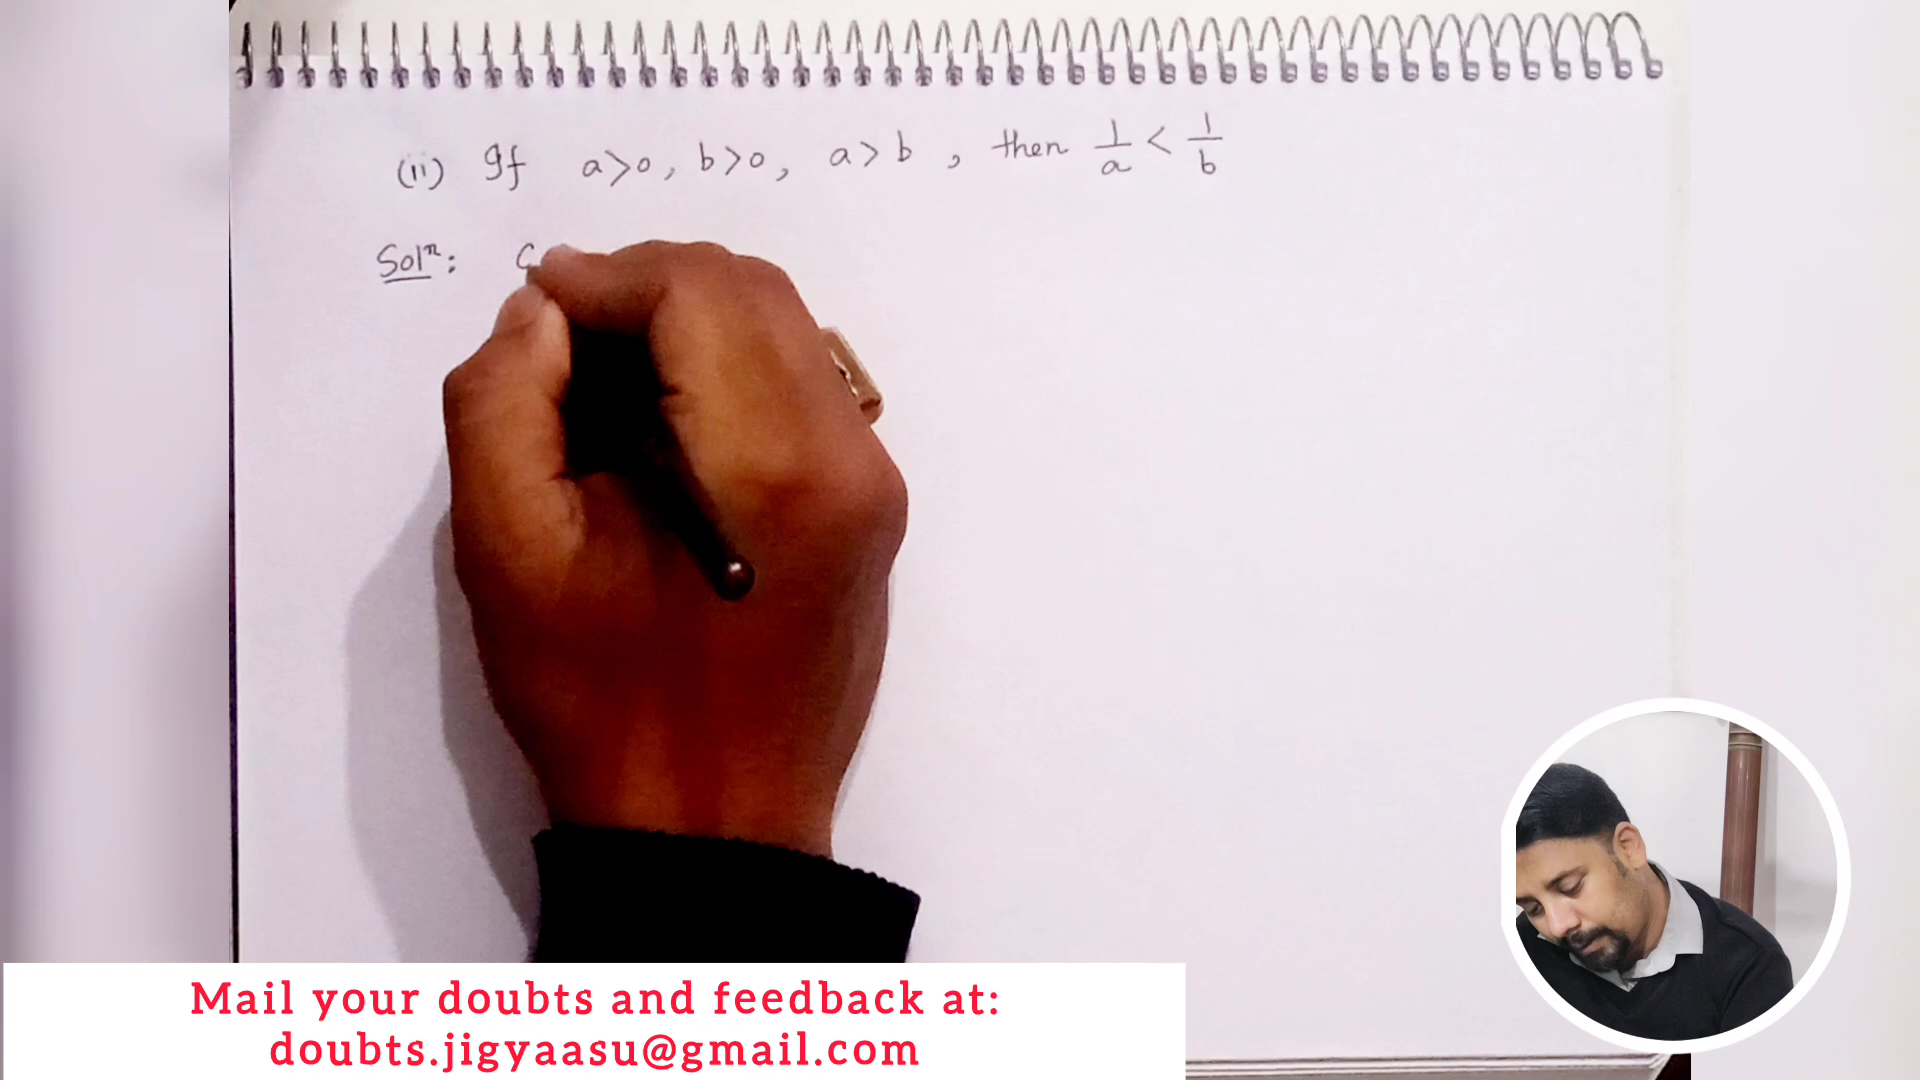 (ii) If a>0, b>0, a>b, then 1/a < 1/b
Solⁿ:
Mail your doubts and feedback at:
doubts.jigyaasu@gmail.com